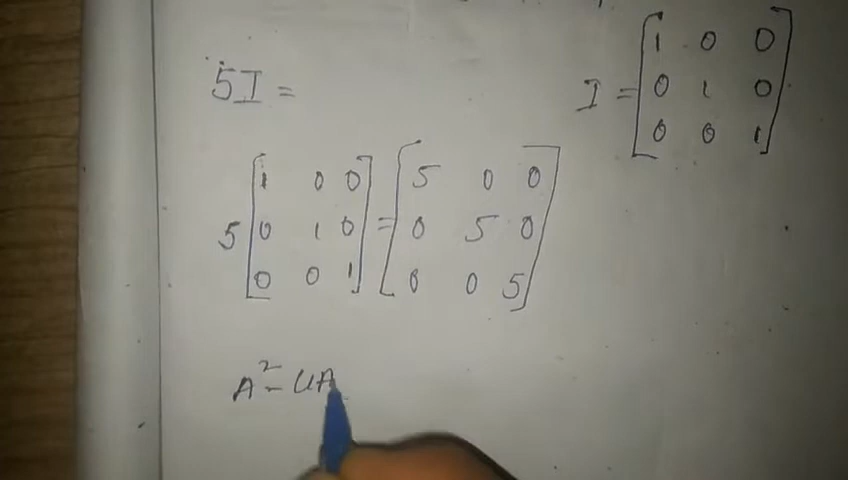 5I =
I = [1 0 0
0 1 0
0 0 1]
5 [1 0 0
0 1 0
0 0 1] = [5 0 0
0 5 0
0 0 5]
A² - 4A